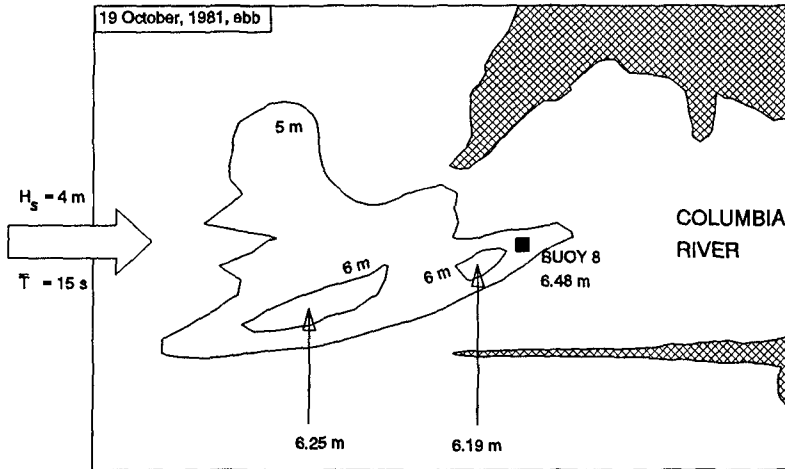 19 October, 1981, ebb
5 m
H_s = 4 m
T̄ = 15 s
COLUMBIA
RIVER
BUOY 8
6.48 m
6 m
6 m
6.25 m
6.19 m